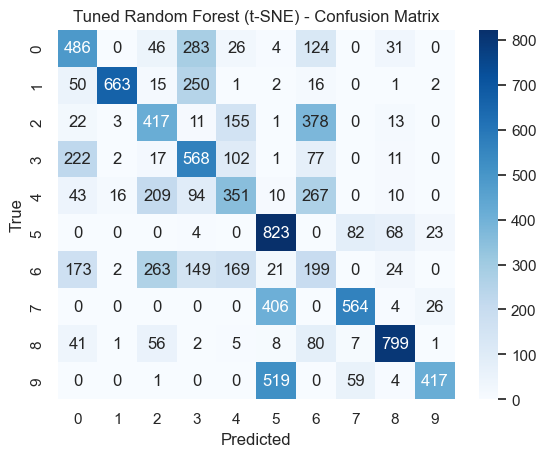 Tuned Random Forest (t-SNE) - Confusion Matrix
0 486 0 46 283 26 4 124 0 31 0
1 50 663 15 250 1 2 16 0 1 2
2 22 3 417 11 155 1 378 0 13 0
3 222 2 17 568 102 1 77 0 11 0
4 43 16 209 94 351 10 267 0 10 0
5 0 0 0 4 0 823 0 82 68 23
6 173 2 263 149 169 21 199 0 24 0
7 0 0 0 0 0 406 0 564 4 26
8 41 1 56 2 5 8 80 7 799 1
9 0 0 1 0 0 519 0 59 4 417
0 1 2 3 4 5 6 7 8 9
True
Predicted
800
700
600
500
400
300
200
100
0